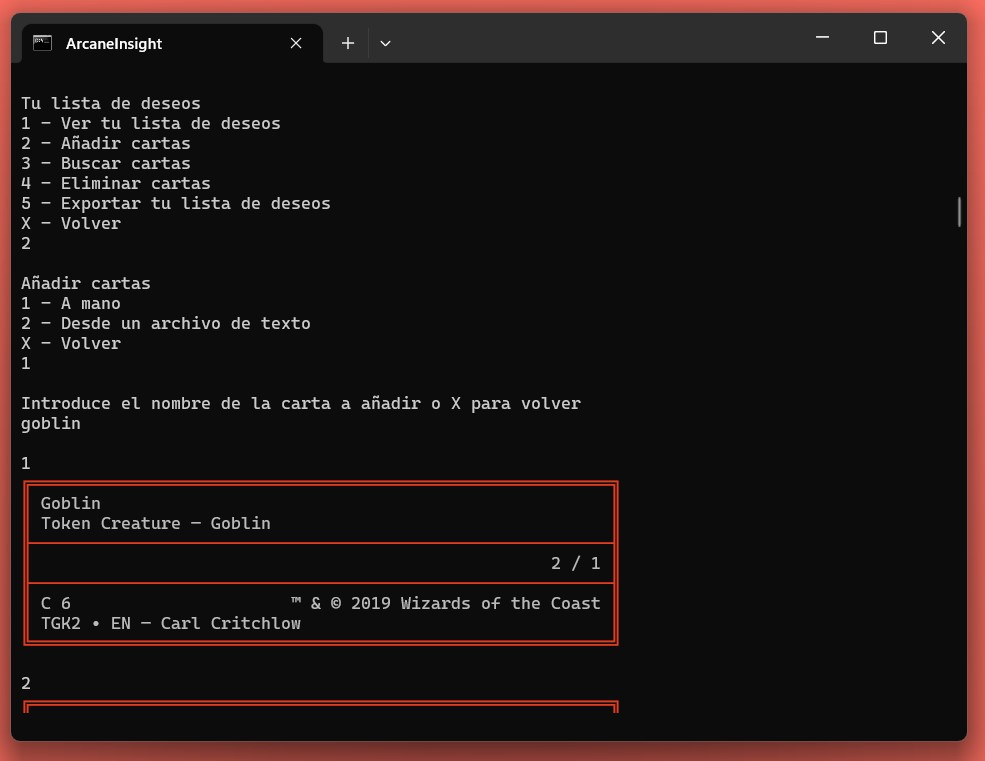 ArcaneInsight
Tu lista de deseos
1 - Ver tu lista de deseos
2 - Añadir cartas
3 - Buscar cartas
4 - Eliminar cartas
5 - Exportar tu lista de deseos
X - Volver
2
Añadir cartas
1 - A mano
2 - Desde un archivo de texto
X - Volver
1
Introduce el nombre de la carta a añadir o X para volver
goblin
1
Goblin
Token Creature — Goblin
2 / 1
C 6 ™ & © 2019 Wizards of the Coast
TGK2 • EN — Carl Critchlow
2